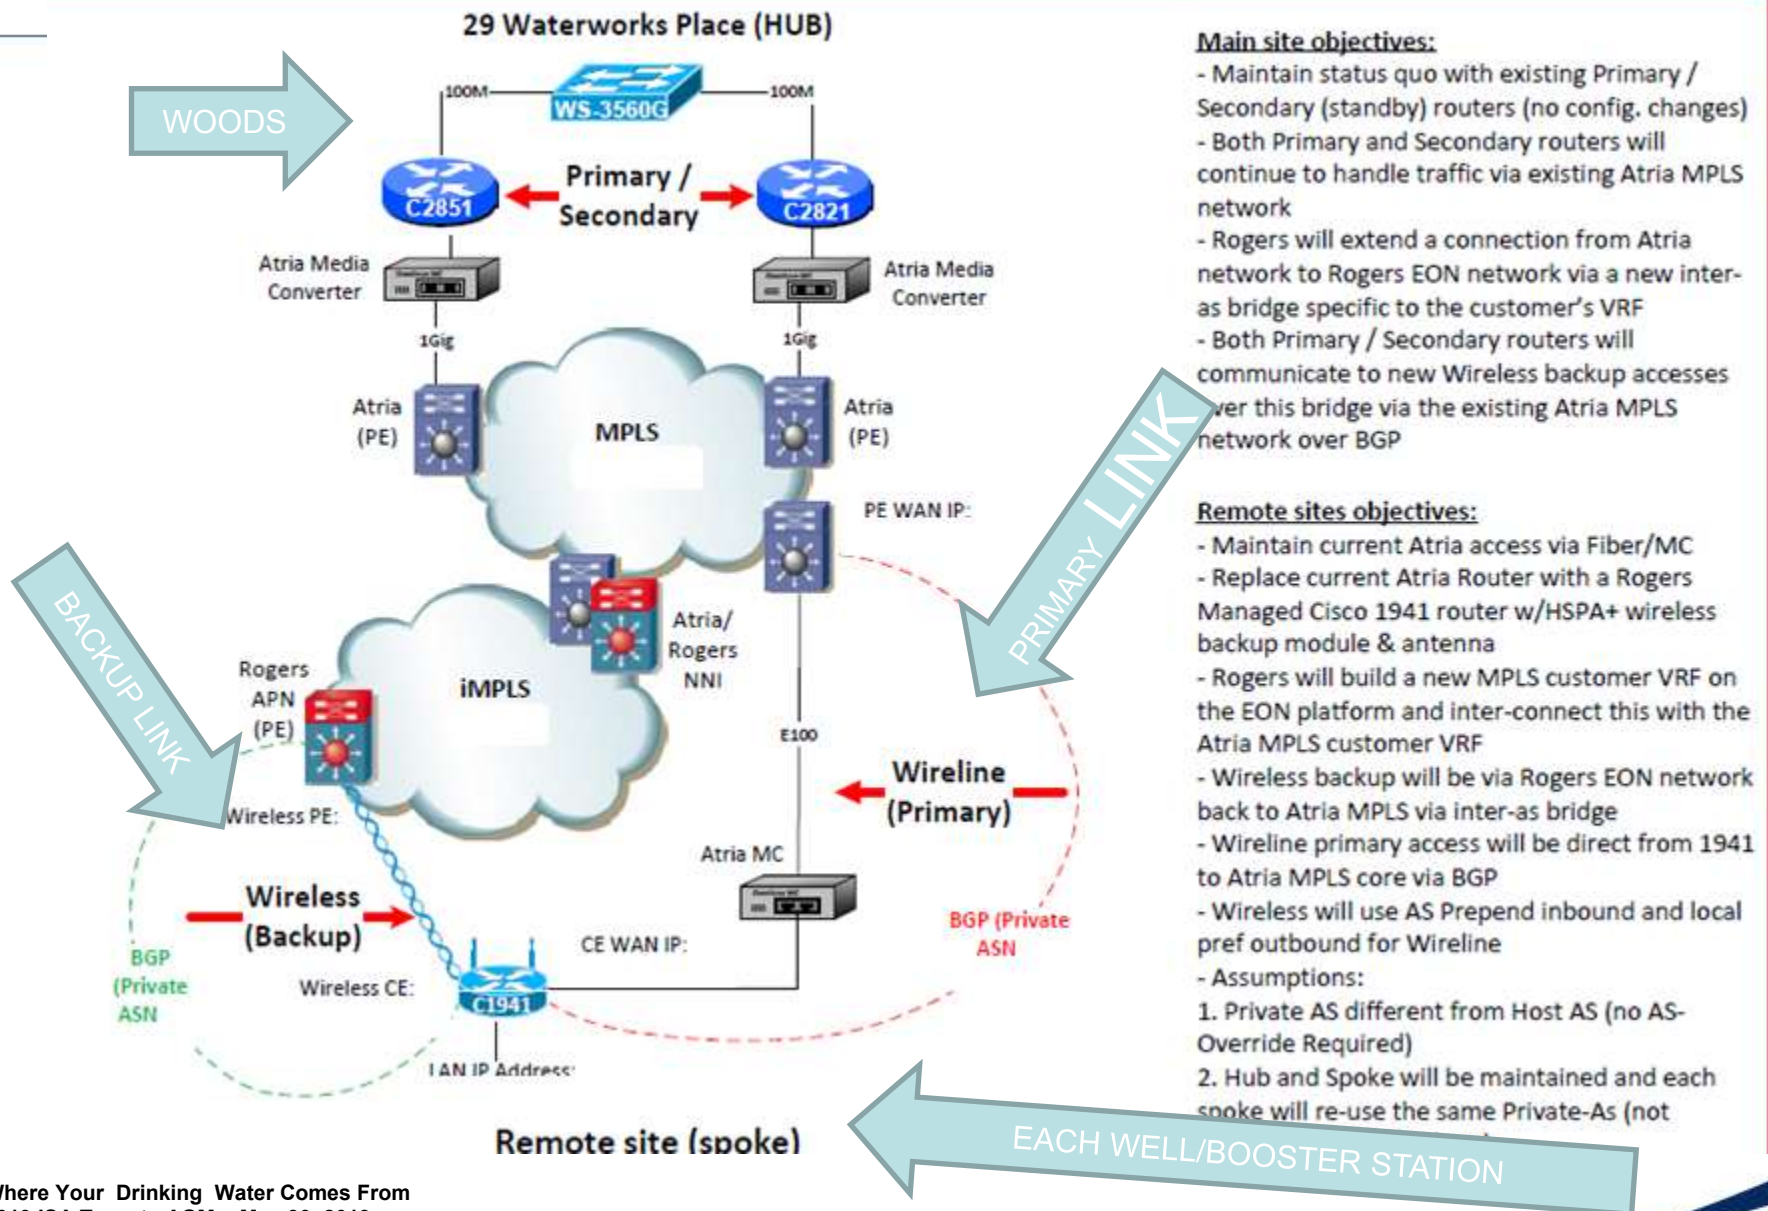 29 Waterworks Place (HUB)
WOODS
100M
WS-3560G
100M
C2851
Primary /
Secondary
C2821
Atria Media
Converter
Atria Media
Converter
1Gig
1Gig
Atria
(PE)
MPLS
Atria
(PE)
PE WAN IP:
PRIMARY LINK
BACKUP LINK
Atria/
Rogers
NNI
Rogers
APN
(PE)
iMPLS
E100
Wireline
(Primary)
Wireless PE:
Atria MC
Wireless
(Backup)
BGP
(Private
ASN
CE WAN IP:
BGP (Private
ASN
Wireless CE:
C1941
LAN IP Address:
Remote site (spoke)
EACH WELL/BOOSTER STATION
Main site objectives:
- Maintain status quo with existing Primary /
Secondary (standby) routers (no config. changes)
- Both Primary and Secondary routers will
continue to handle traffic via existing Atria MPLS
network
- Rogers will extend a connection from Atria
network to Rogers EON network via a new inter-
as bridge specific to the customer's VRF
- Both Primary / Secondary routers will
communicate to new Wireless backup accesses
over this bridge via the existing Atria MPLS
network over BGP
Remote sites objectives:
- Maintain current Atria access via Fiber/MC
- Replace current Atria Router with a Rogers
Managed Cisco 1941 router w/HSPA+ wireless
backup module & antenna
- Rogers will build a new MPLS customer VRF on
the EON platform and inter-connect this with the
Atria MPLS customer VRF
- Wireless backup will be via Rogers EON network
back to Atria MPLS via inter-as bridge
- Wireline primary access will be direct from 1941
to Atria MPLS core via BGP
- Wireless will use AS Prepend inbound and local
pref outbound for Wireline
- Assumptions:
1. Private AS different from Host AS (no AS-
Override Required)
2. Hub and Spoke will be maintained and each
spoke will re-use the same Private-As (not
Where Your Drinking Water Comes From